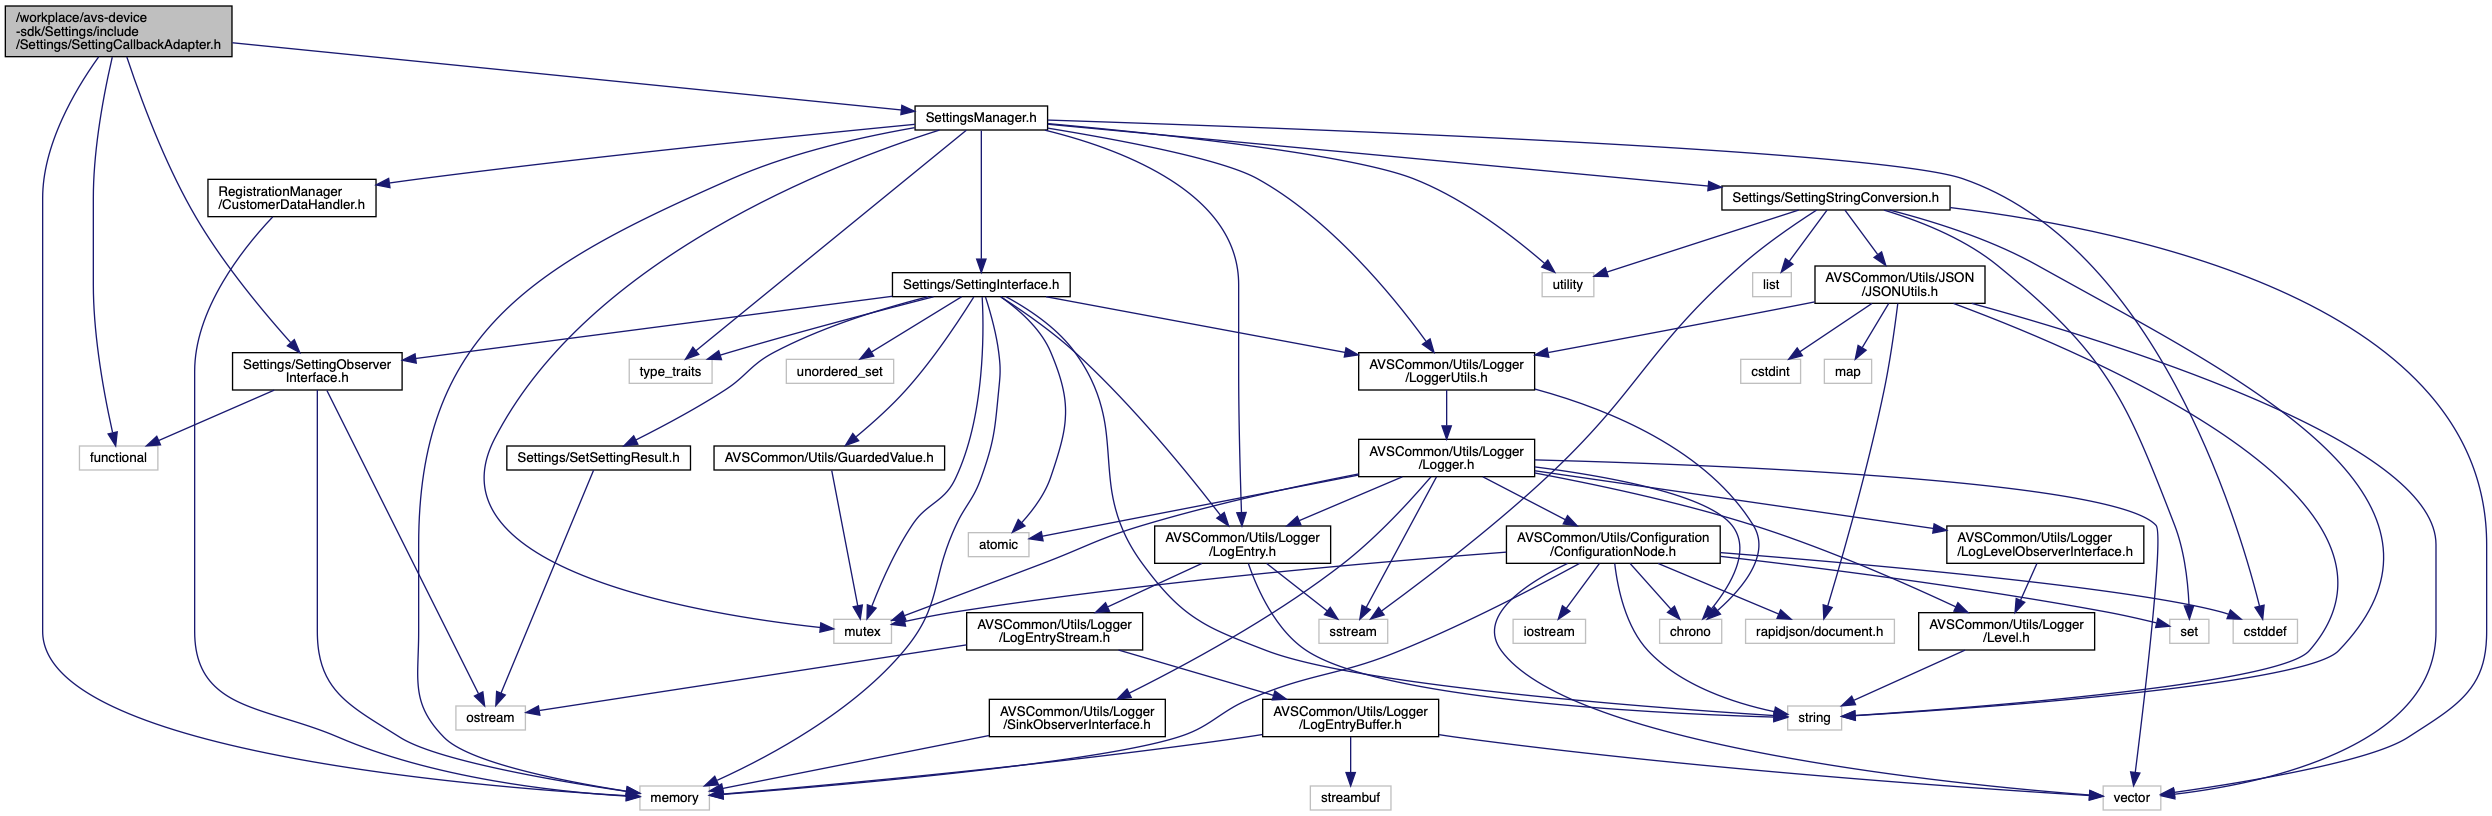 /workplace/avs-device
-sdk/Settings/include
/Settings/SettingCallbackAdapter.h
SettingsManager.h
RegistrationManager
/CustomerDataHandler.h
Settings/SettingStringConversion.h
Settings/SettingInterface.h
utility
list
AVSCommon/Utils/JSON
/JSONUtils.h
Settings/SettingObserver
Interface.h
type_traits
unordered_set
AVSCommon/Utils/Logger
/LoggerUtils.h
cstdint
map
functional
Settings/SetSettingResult.h
AVSCommon/Utils/GuardedValue.h
AVSCommon/Utils/Logger
/Logger.h
atomic
AVSCommon/Utils/Logger
/LogEntry.h
AVSCommon/Utils/Configuration
/ConfigurationNode.h
AVSCommon/Utils/Logger
/LogLevelObserverInterface.h
mutex
AVSCommon/Utils/Logger
/LogEntryStream.h
sstream
iostream
chrono
rapidjson/document.h
AVSCommon/Utils/Logger
/Level.h
set
cstddef
ostream
AVSCommon/Utils/Logger
/SinkObserverInterface.h
AVSCommon/Utils/Logger
/LogEntryBuffer.h
string
memory
streambuf
vector